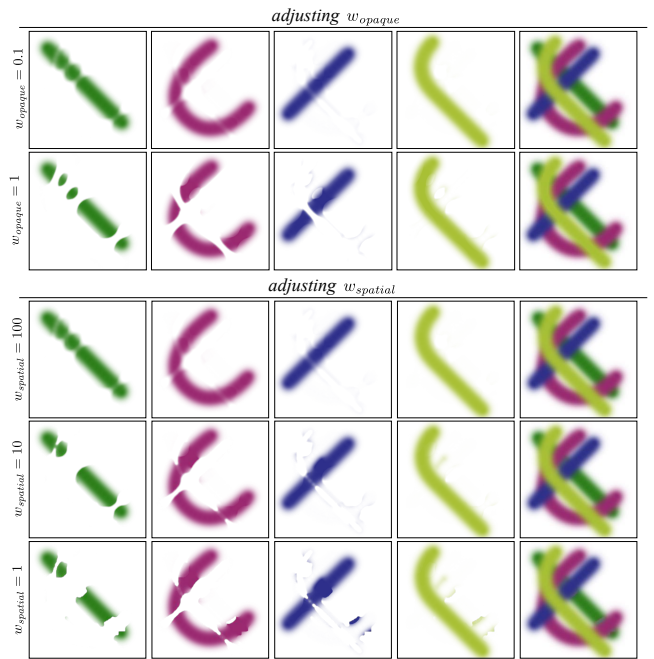 adjusting w_opaque
w_opaque = 0.1
w_opaque = 1
adjusting w_spatial
w_spatial = 100
w_spatial = 10
w_spatial = 1